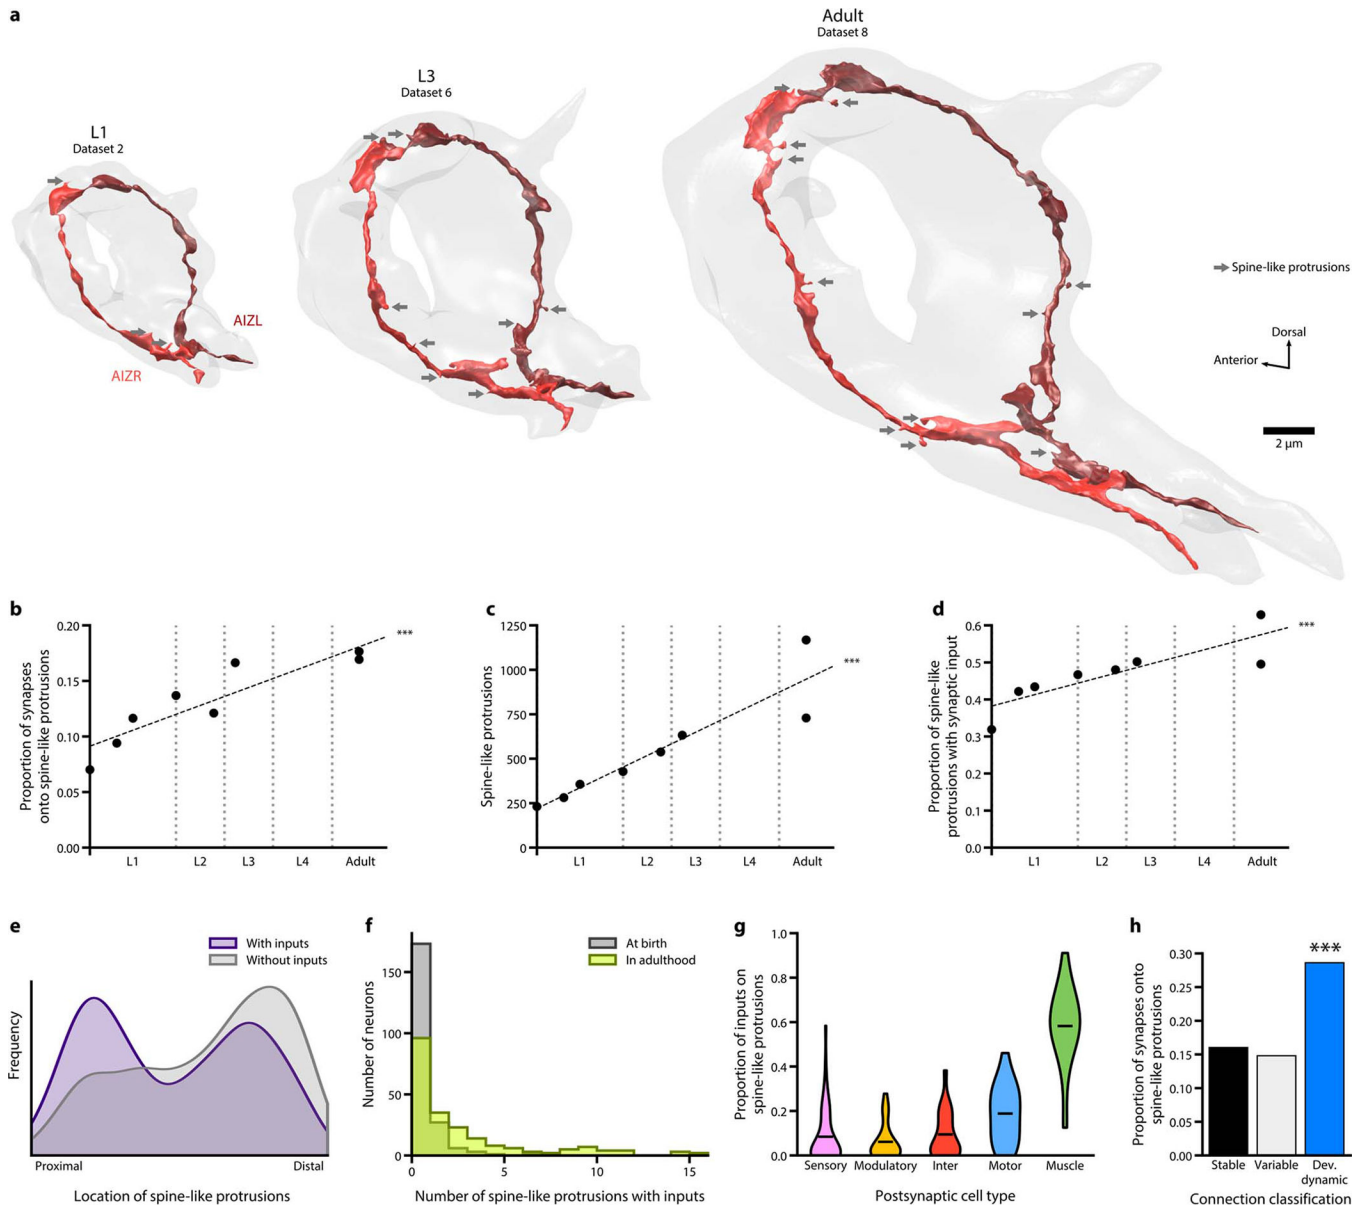 a
Adult
Dataset 8
L3
Dataset 6
L1
Dataset 2
Spine-like protrusions
AIZL
AIZR
Dorsal
Anterior
2 μm
b
Proportion of synapses
onto spine-like protrusions
0.20
0.15
0.10
0.05
0.00
***
L1 L2 L3 L4 Adult
c
Spine-like protrusions
1250
1000
750
500
250
0
***
L1 L2 L3 L4 Adult
d
Proportion of spine-like
protrusions with synaptic input
0.6
0.5
0.4
0.3
0.2
0.1
0.0
***
L1 L2 L3 L4 Adult
e
With inputs
Without inputs
Frequency
Proximal Distal
Location of spine-like protrusions
f
At birth
In adulthood
Number of neurons
150
100
50
0
0 5 10 15
Number of spine-like protrusions with inputs
g
Proportion of inputs on
spine-like protrusions
1.0
0.8
0.6
0.4
0.2
0.0
Sensory Modulatory Inter Motor Muscle
Postsynaptic cell type
h
Proportion of synapses onto
spine-like protrusions
0.30
0.25
0.20
0.15
0.10
0.05
0.00
***
Stable Variable Dev.
dynamic
Connection classification